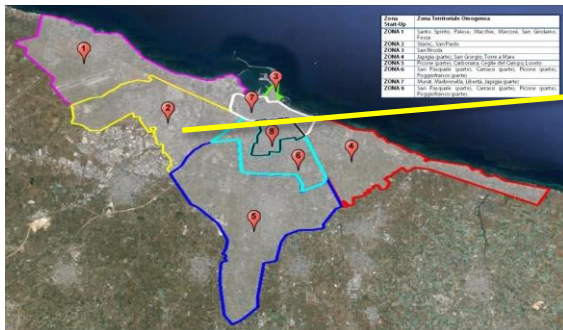 Zona Start-Up Zona Territoriale Omogenea
ZONA 1 Santo Spirito, Palese, Macchie, Marconi, San Girolamo, Fesca
ZONA 2 Stanic, San Paolo
ZONA 3 San Nicola
ZONA 4 Japigia (parte), San Giorgio, Torre a Mare
ZONA 5 Picone (parte), Carbonara, Ceglie del Campo, Loseto
ZONA 6 San Pasquale (parte), Carrassi (parte), Picone (parte), Poggiofranco (parte)
ZONA 7 Murat, Madonnella, Libertà, Japigia (parte)
ZONA 8 San Pasquale (parte), Carrassi (parte), Picone (parte), Poggiofranco (parte)
1
2
3
7
8
6
4
5